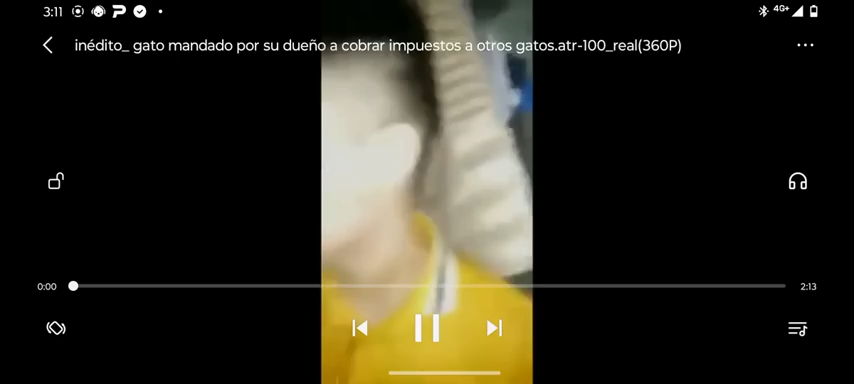 3:11
4G+
inédito_ gato mandado por su dueño a cobrar impuestos a otros gatos.atr-100_real(360P)
0:00
2:13